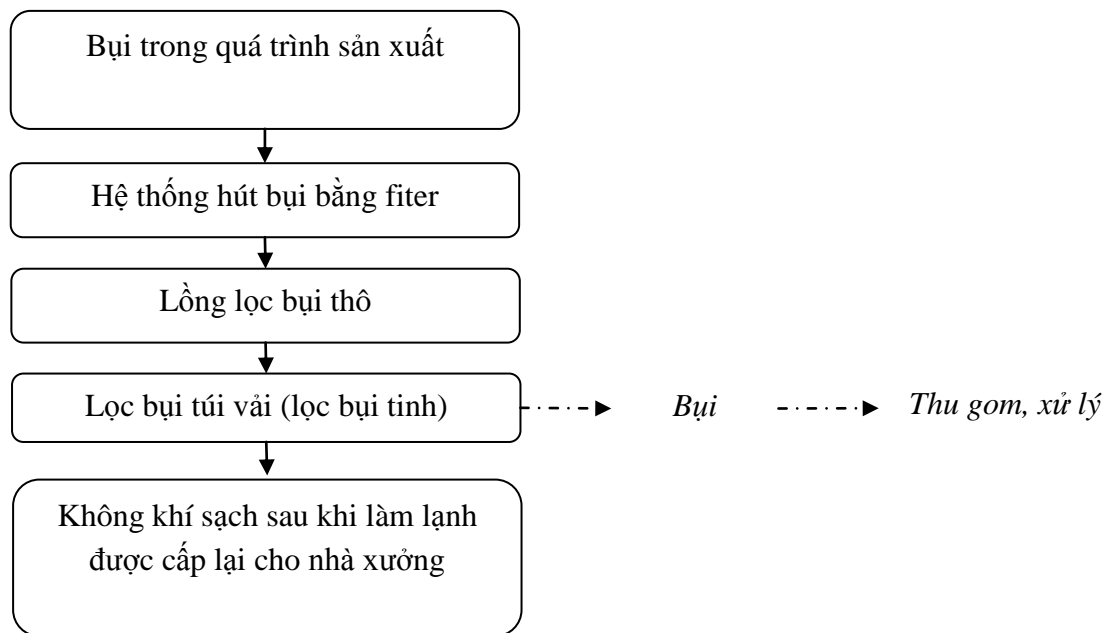 Bụi trong quá trình sản xuất
Hệ thống hút bụi bằng fiter
Lồng lọc bụi thô
Lọc bụi túi vải (lọc bụi tinh)
Bụi
Thu gom, xử lý
Không khí sạch sau khi làm lạnh
được cấp lại cho nhà xưởng